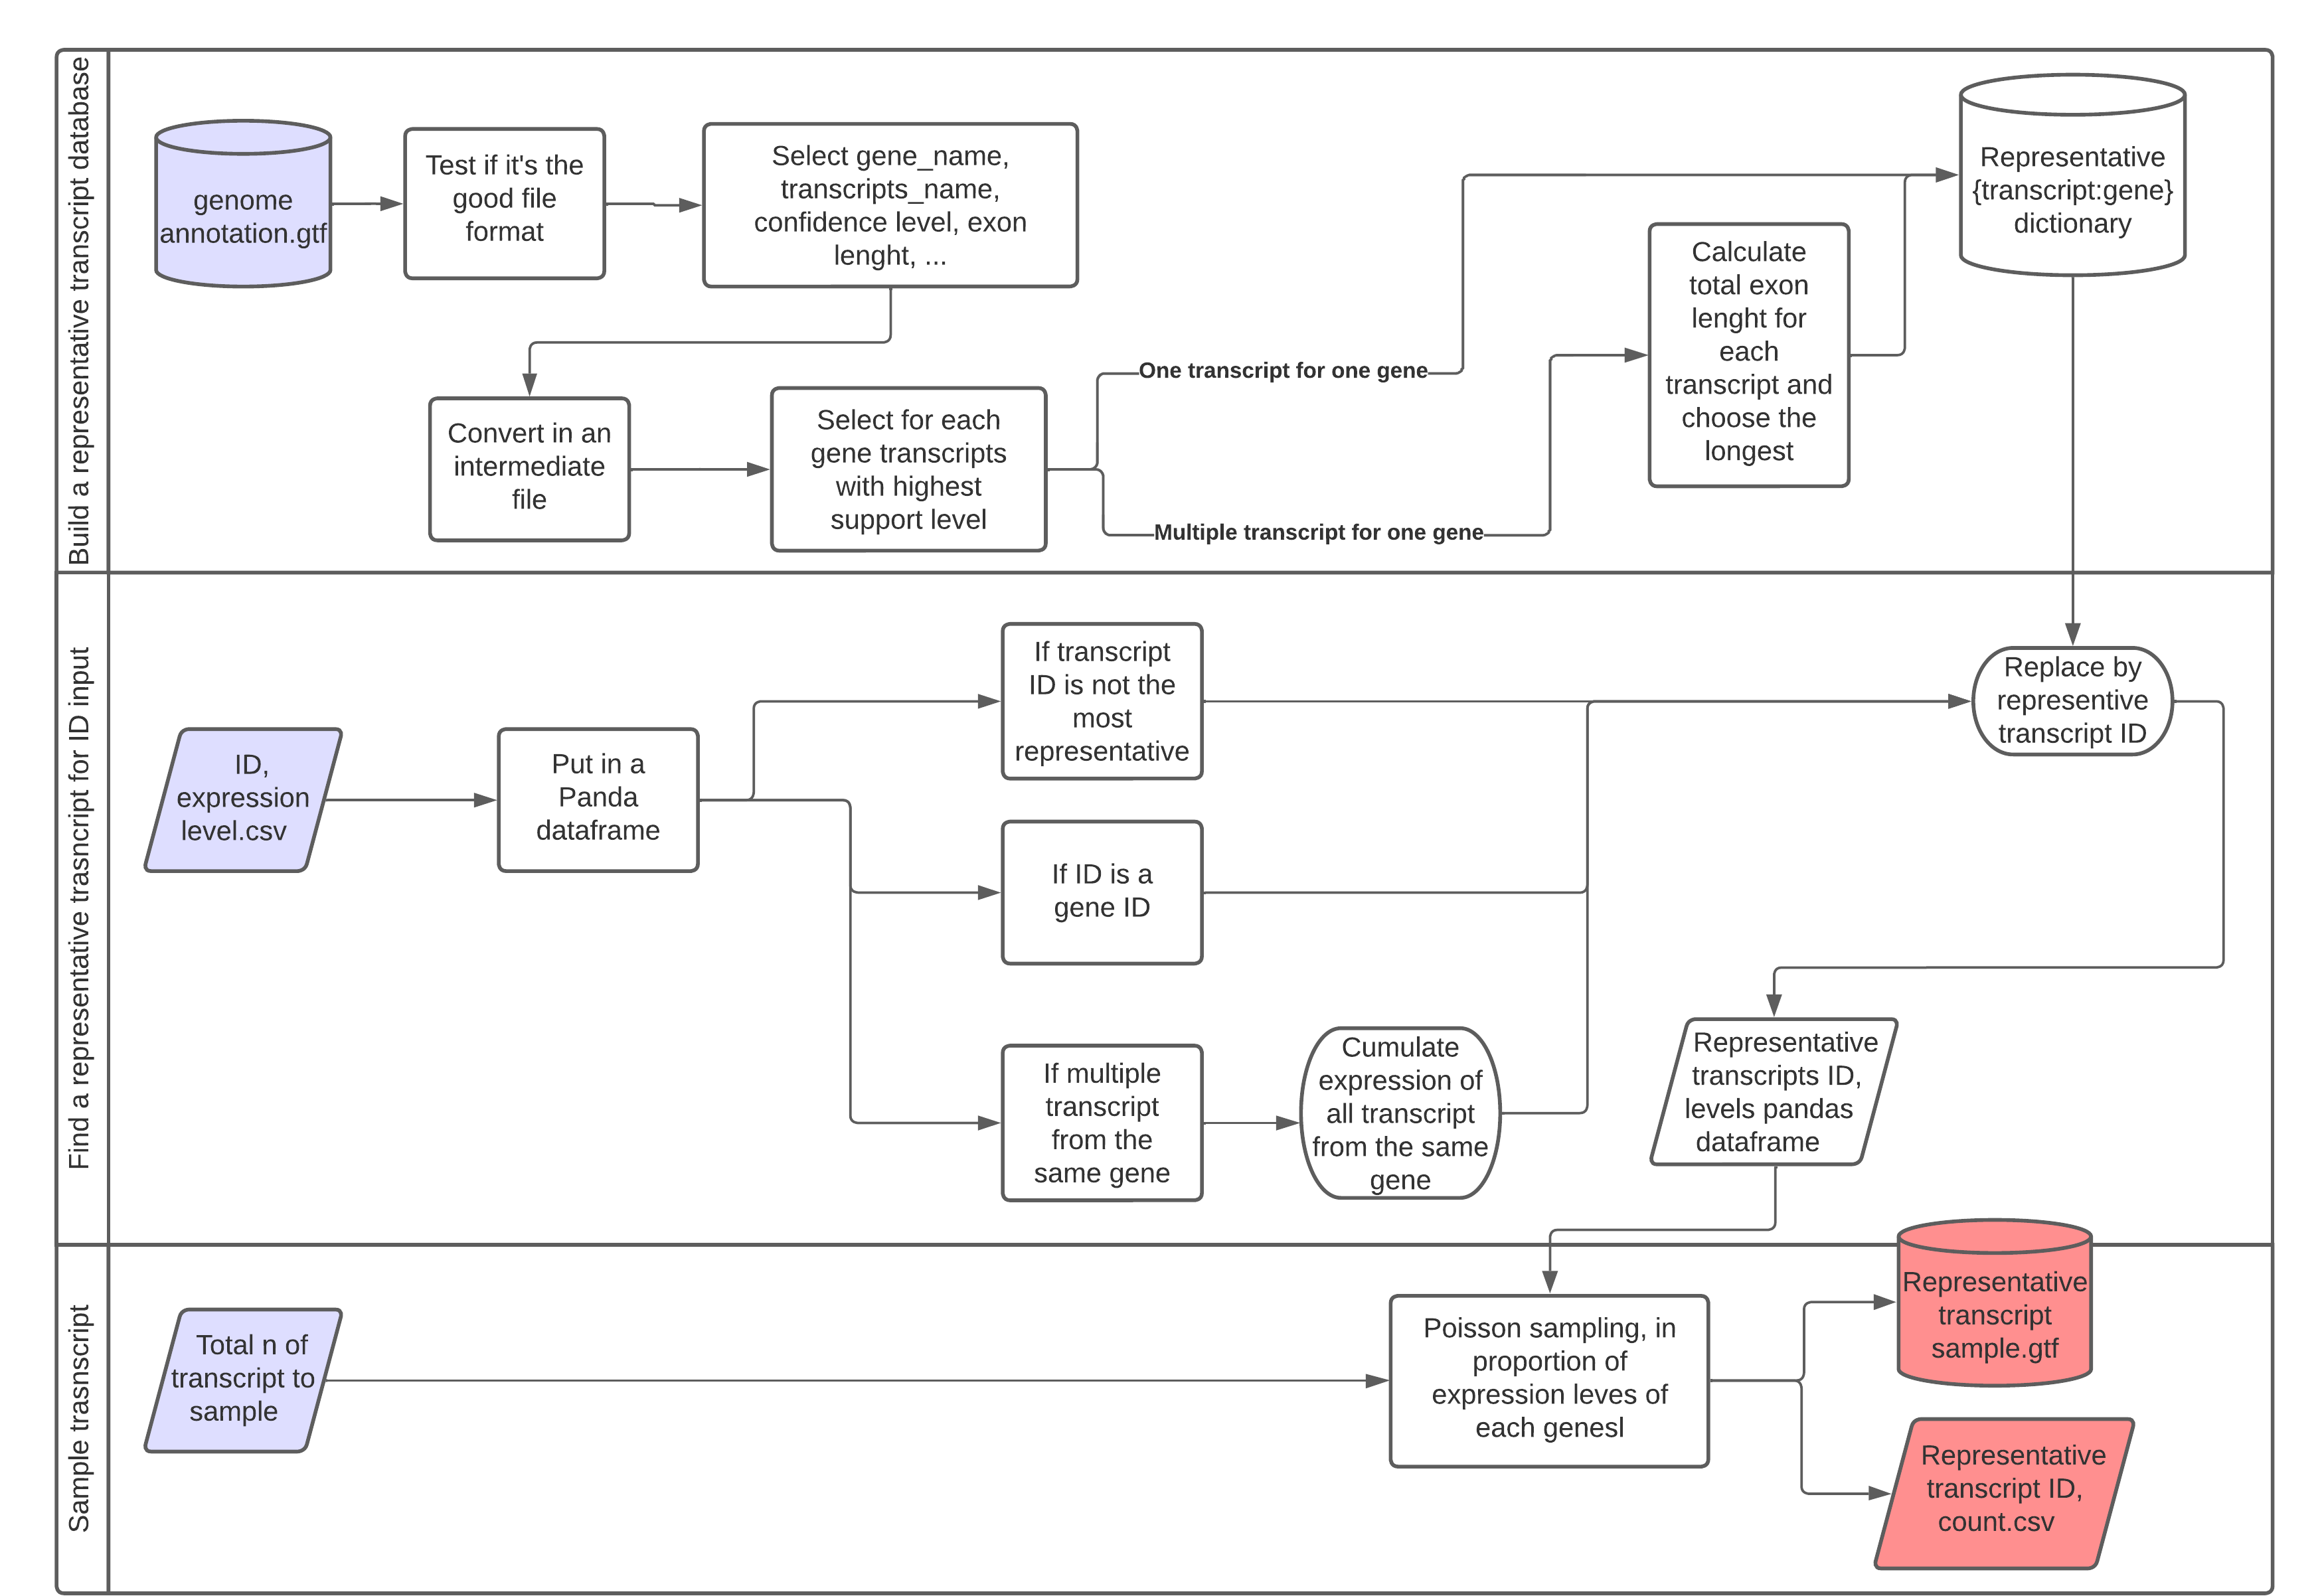 Build a representative transcript database
genome
annotation.gtf
Test if it's the
good file
format
Select gene_name,
transcripts_name,
confidence level, exon
lenght, ...
Convert in an
intermediate
file
Select for each
gene transcripts
with highest
support level
One transcript for one gene
Multiple transcript for one gene
Calculate
total exon
lenght for
each
transcript and
choose the
longest
Representative
{transcript:gene}
dictionary
Find a representative trasncript for ID input
ID,
expression
level.csv
Put in a
Panda
dataframe
If transcript
ID is not the
most
representative
If ID is a
gene ID
If multiple
transcript
from the
same gene
Cumulate
expression of
all transcript
from the same
gene
Replace by
representive
transcript ID
Representative
transcripts ID,
levels pandas
dataframe
Sample trasnscript
Total n of
transcript to
sample
Poisson sampling, in
proportion of
expression leves of
each genesl
Representative
transcript
sample.gtf
Representative
transcript ID,
count.csv